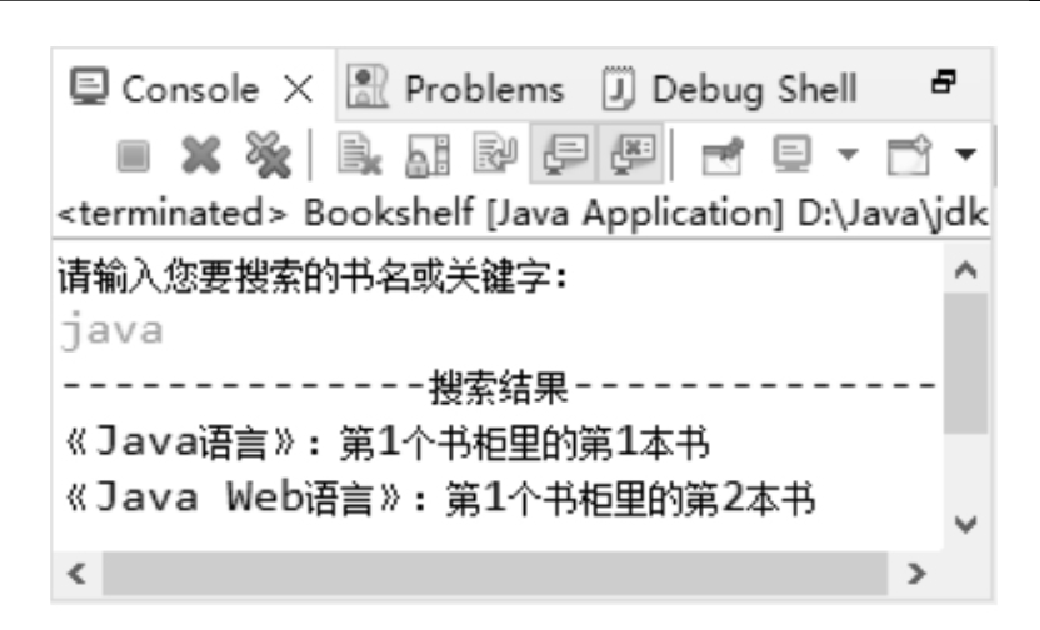 Console Problems Debug Shell
<terminated> Bookshelf [Java Application] D:\Java\jdk
请输入您要搜索的书名或关键字:
java
--------------搜索结果--------------
《Java语言》: 第1个书柜里的第1本书
《Java Web语言》: 第1个书柜里的第2本书